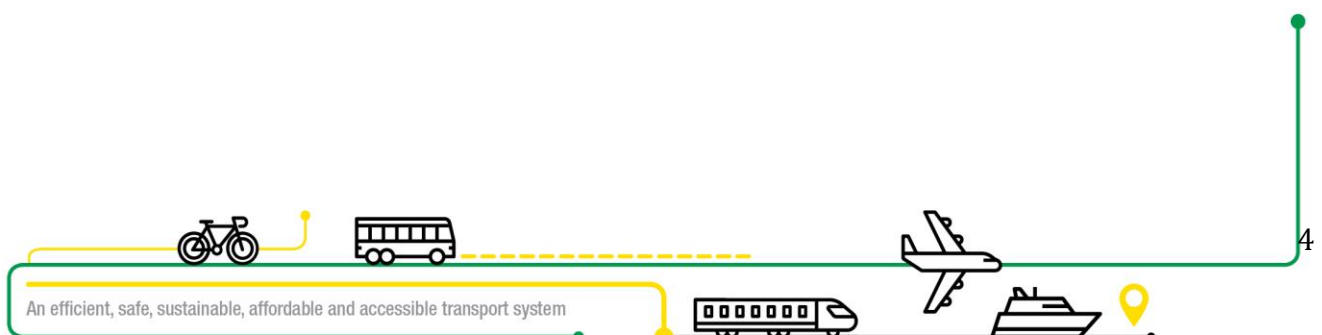 4
An efficient, safe, sustainable, affordable and accessible transport system